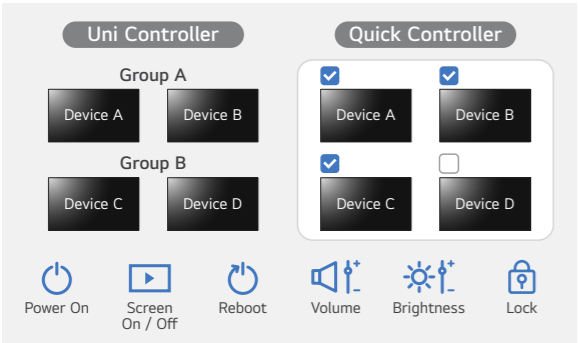 Uni Controller
Group A
Device A
Device B
Group B
Device C
Device D
Quick Controller
Device A
Device B
Device C
Device D
Power On
Screen
On / Off
Reboot
Volume
Brightness
Lock